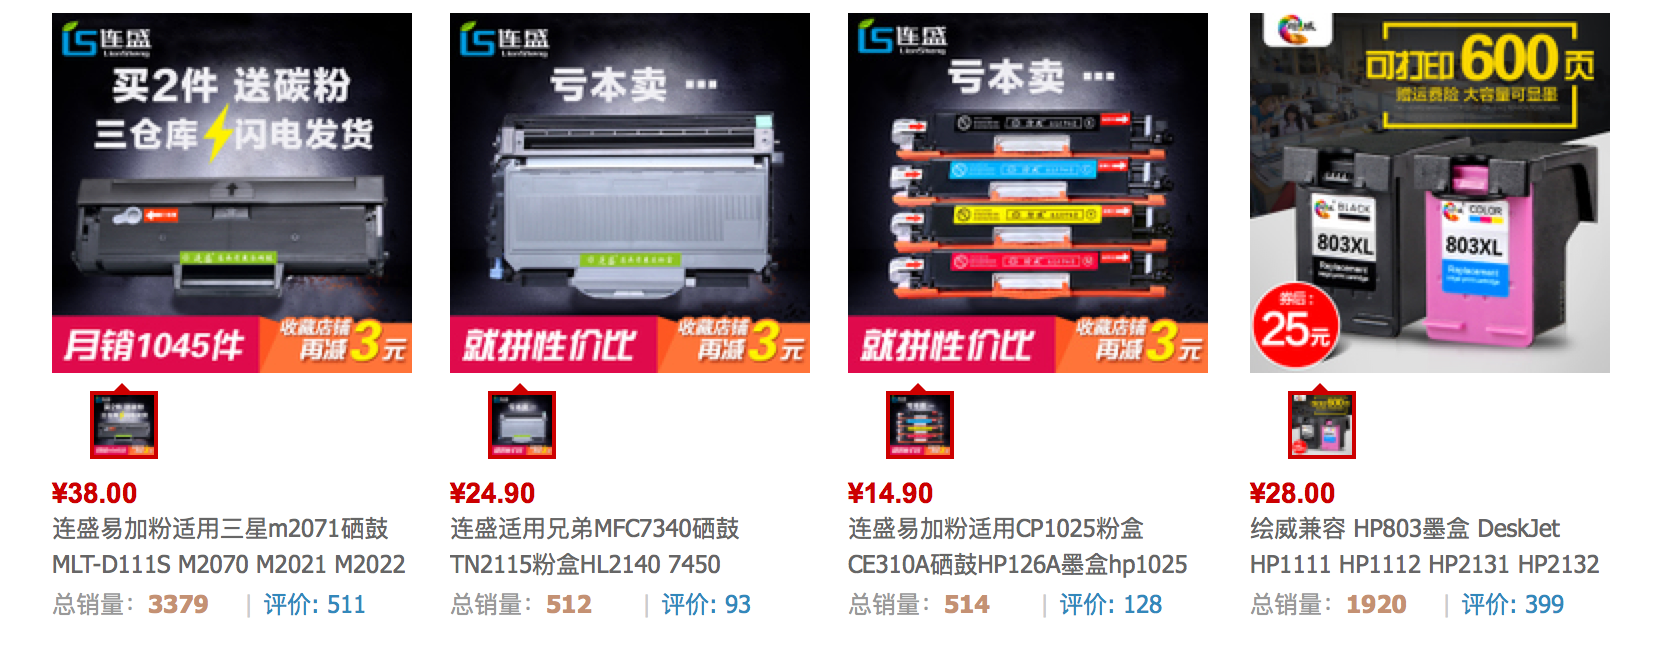 连盛
LianSheng
买2件 送碳粉
三仓库 闪电发货
月销1045件
收藏店铺
再减3元
¥38.00
连盛易加粉适用三星m2071硒鼓
MLT-D111S M2070 M2021 M2022
总销量：3379 | 评价: 511
连盛
LianSheng
亏本卖 ···
就拼性价比
收藏店铺
再减3元
¥24.90
连盛适用兄弟MFC7340硒鼓
TN2115粉盒HL2140 7450
总销量：512 | 评价: 93
连盛
LianSheng
亏本卖 ···
就拼性价比
收藏店铺
再减3元
¥14.90
连盛易加粉适用CP1025粉盒
CE310A硒鼓HP126A墨盒hp1025
总销量：514 | 评价: 128
可打印600页
赠运费险 大容量可显墨
BLACK
803XL
Replacement
COLOR
803XL
Replacement
券后：
25元
¥28.00
绘威兼容 HP803墨盒 DeskJet
HP1111 HP1112 HP2131 HP2132
总销量：1920 | 评价: 399